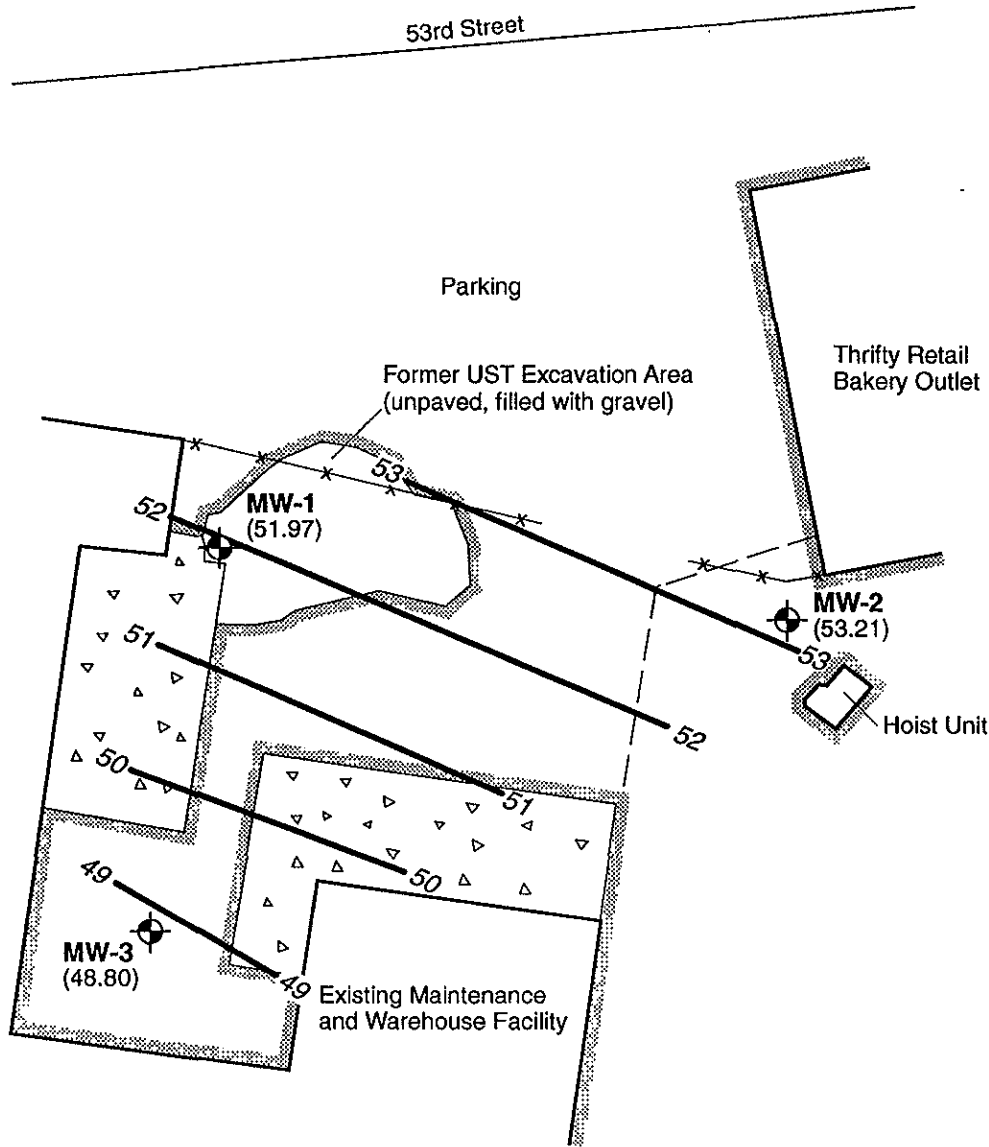 53rd Street
Parking
Thrifty Retail
Bakery Outlet
Former UST Excavation Area
(unpaved, filled with gravel)
53
52
MW-1
(51.97)
MW-2
(53.21)
53
51
Hoist Unit
52
50
51
49
50
MW-3
(48.80)
49
Existing Maintenance
and Warehouse Facility